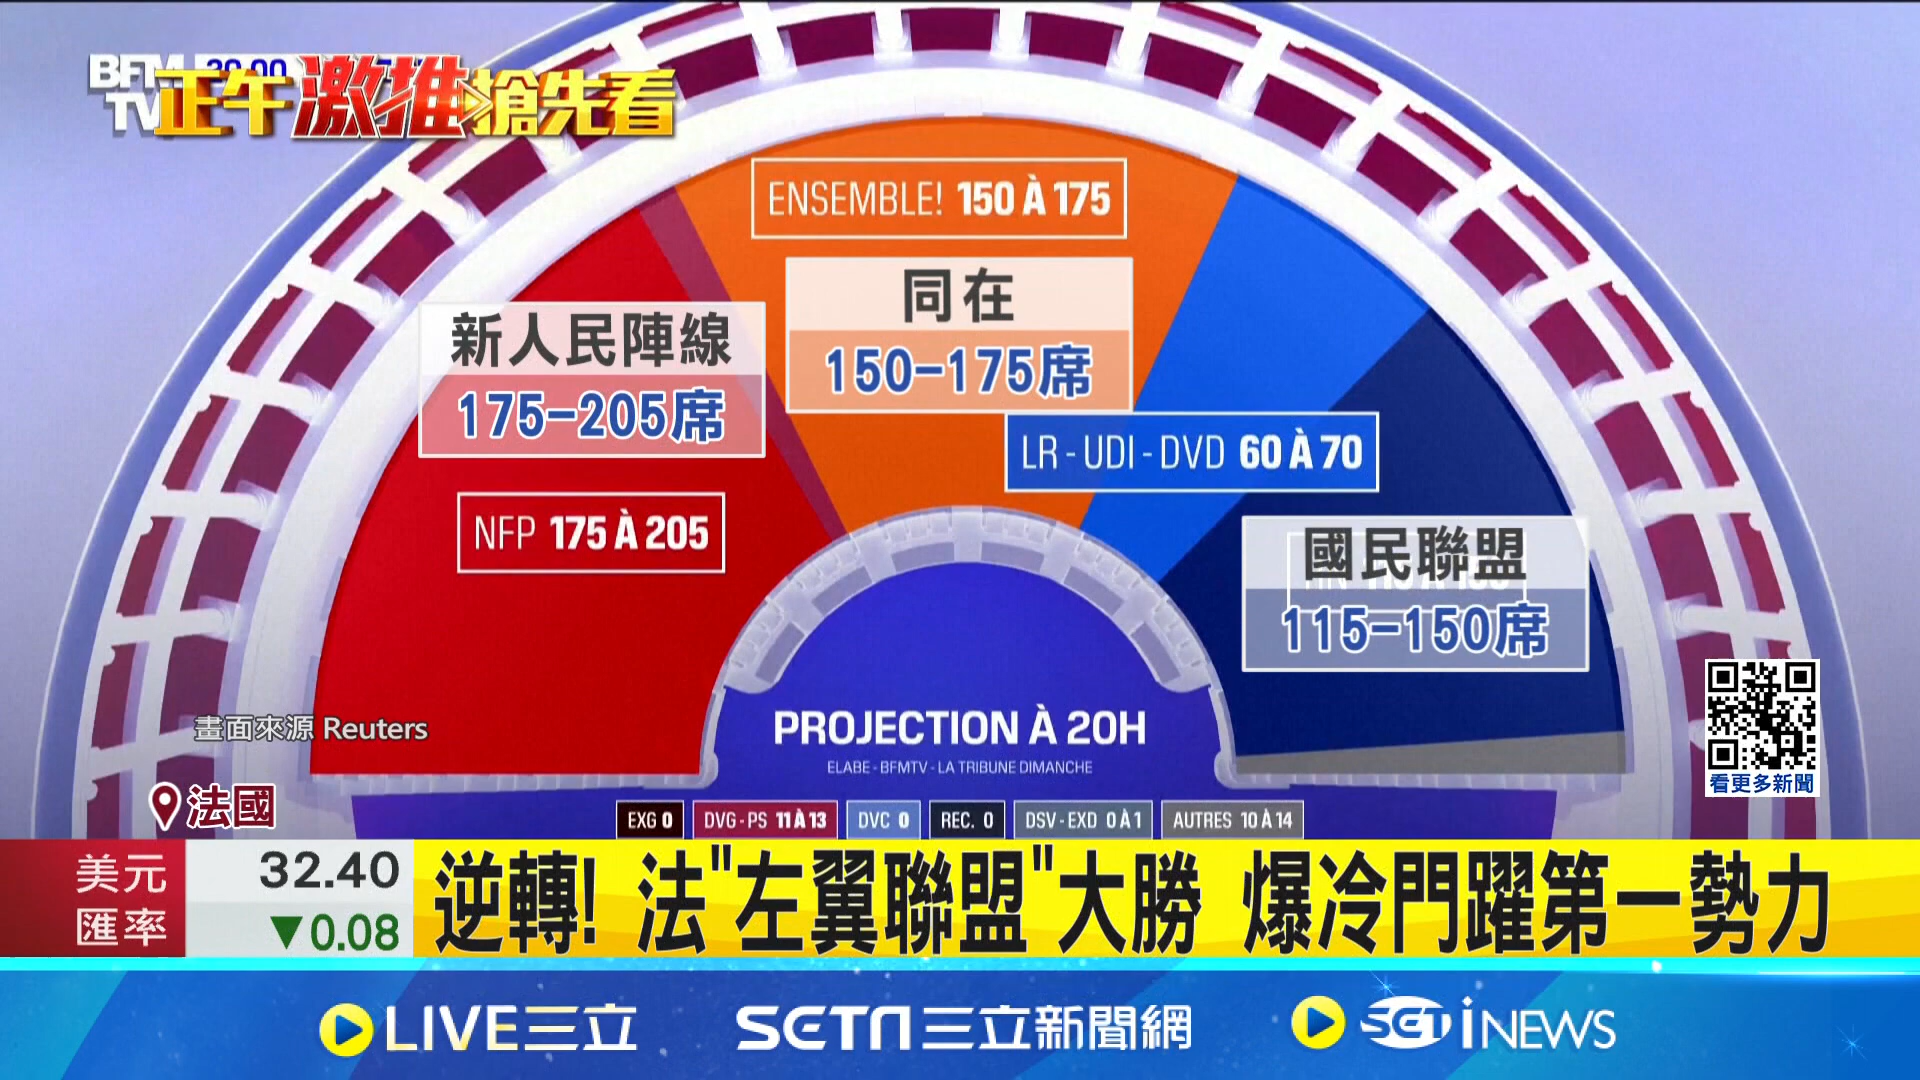 BFM
TV
正午激推搶先看
ENSEMBLE! 150 À 175
同在
150-175席
新人民陣線
175-205席
NFP 175 À 205
LR - UDI - DVD 60 À 70
國民聯盟
115-150席
PROJECTION À 20H
ELABE - BFMTV - LA TRIBUNE DIMANCHE
畫面來源 Reuters
看更多新聞
法國
EXG 0
DVG - PS 11 À 13
DVC 0
REC. 0
DSV - EXD 0 À 1
AUTRES 10 À 14
美元
匯率
32.40
▼0.08
逆轉! 法"左翼聯盟"大勝 爆冷門躍第一勢力
LIVE三立
SETN三立新聞網
SETiNEWS